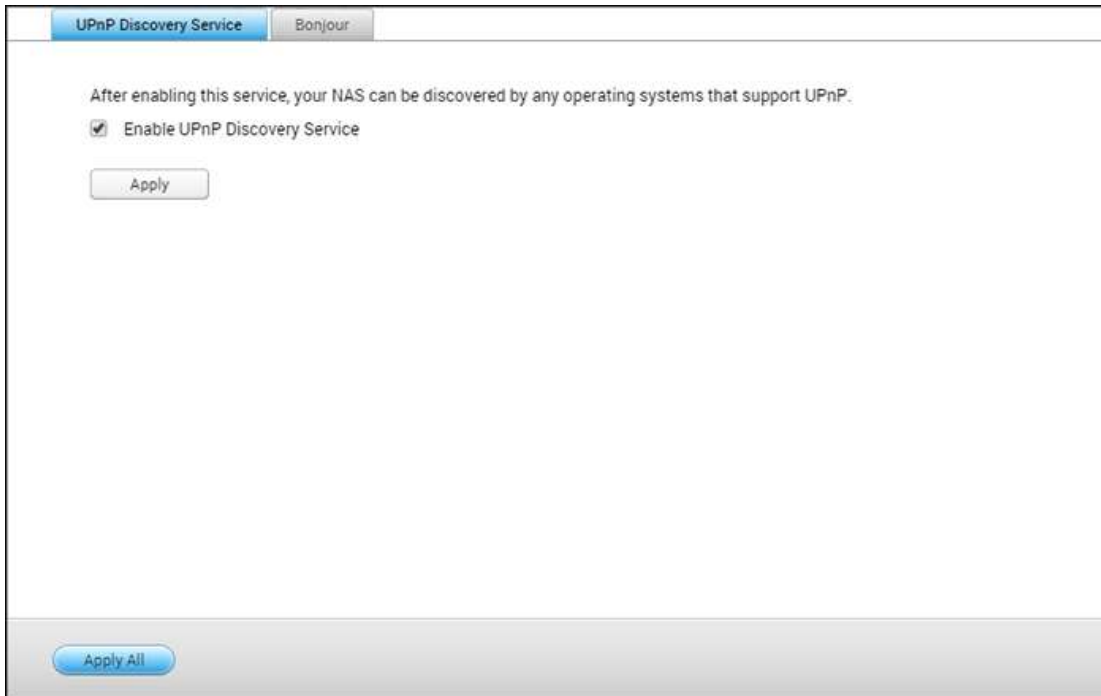 UPnP Discovery Service Bonjour
After enabling this service, your NAS can be discovered by any operating systems that support UPnP.
Enable UPnP Discovery Service
Apply
Apply All